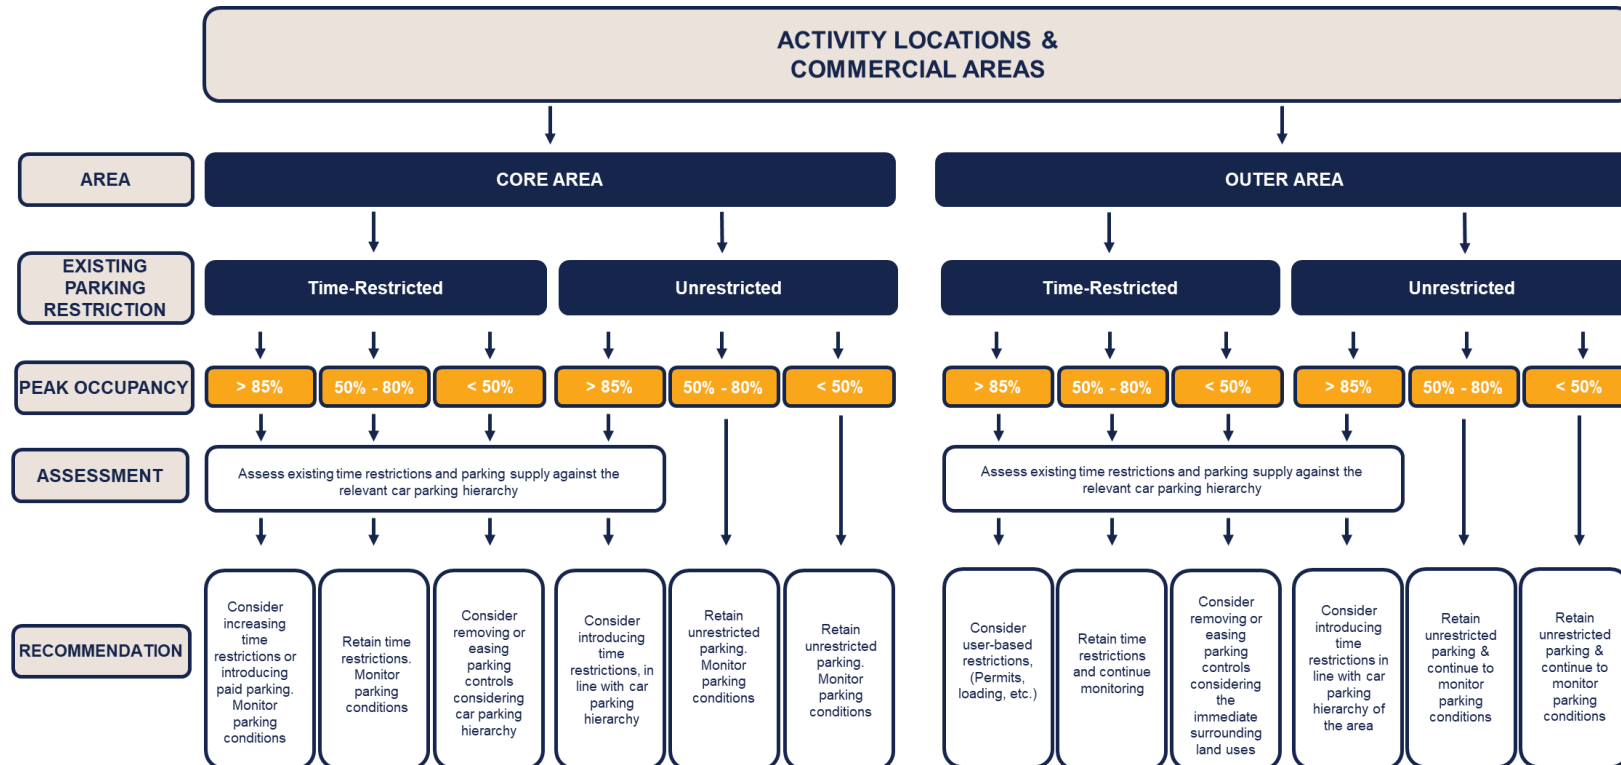 ACTIVITY LOCATIONS &
COMMERCIAL AREAS
AREA
CORE AREA
OUTER AREA
EXISTING
PARKING
RESTRICTION
Time-Restricted
Unrestricted
Time-Restricted
Unrestricted
PEAK OCCUPANCY
> 85%
50% - 80%
< 50%
> 85%
50% - 80%
< 50%
> 85%
50% - 80%
< 50%
> 85%
50% - 80%
< 50%
ASSESSMENT
Assess existing time restrictions and parking supply against the
relevant car parking hierarchy
Assess existing time restrictions and parking supply against the
relevant car parking hierarchy
RECOMMENDATION
Consider
increasing
time
restrictions or
introducing
paid parking.
Monitor
parking
conditions
Retain time
restrictions.
Monitor
parking
conditions
Consider
removing or
easing
parking
controls
considering
car parking
hierarchy
Consider
introducing
time
restrictions, in
line with car
parking
hierarchy
Retain
unrestricted
parking.
Monitor
parking
conditions
Retain
unrestricted
parking.
Monitor
parking
conditions
Consider
user-based
restrictions,
(Permits,
loading, etc.)
Retain time
restrictions
and continue
monitoring
Consider
removing or
easing
parking
controls
considering
the
immediate
surrounding
land uses
Consider
introducing
time
restrictions in
line with car
parking
hierarchy of
the area
Retain
unrestricted
parking &
continue to
monitor
parking
conditions
Retain
unrestricted
parking &
continue to
monitor
parking
conditions